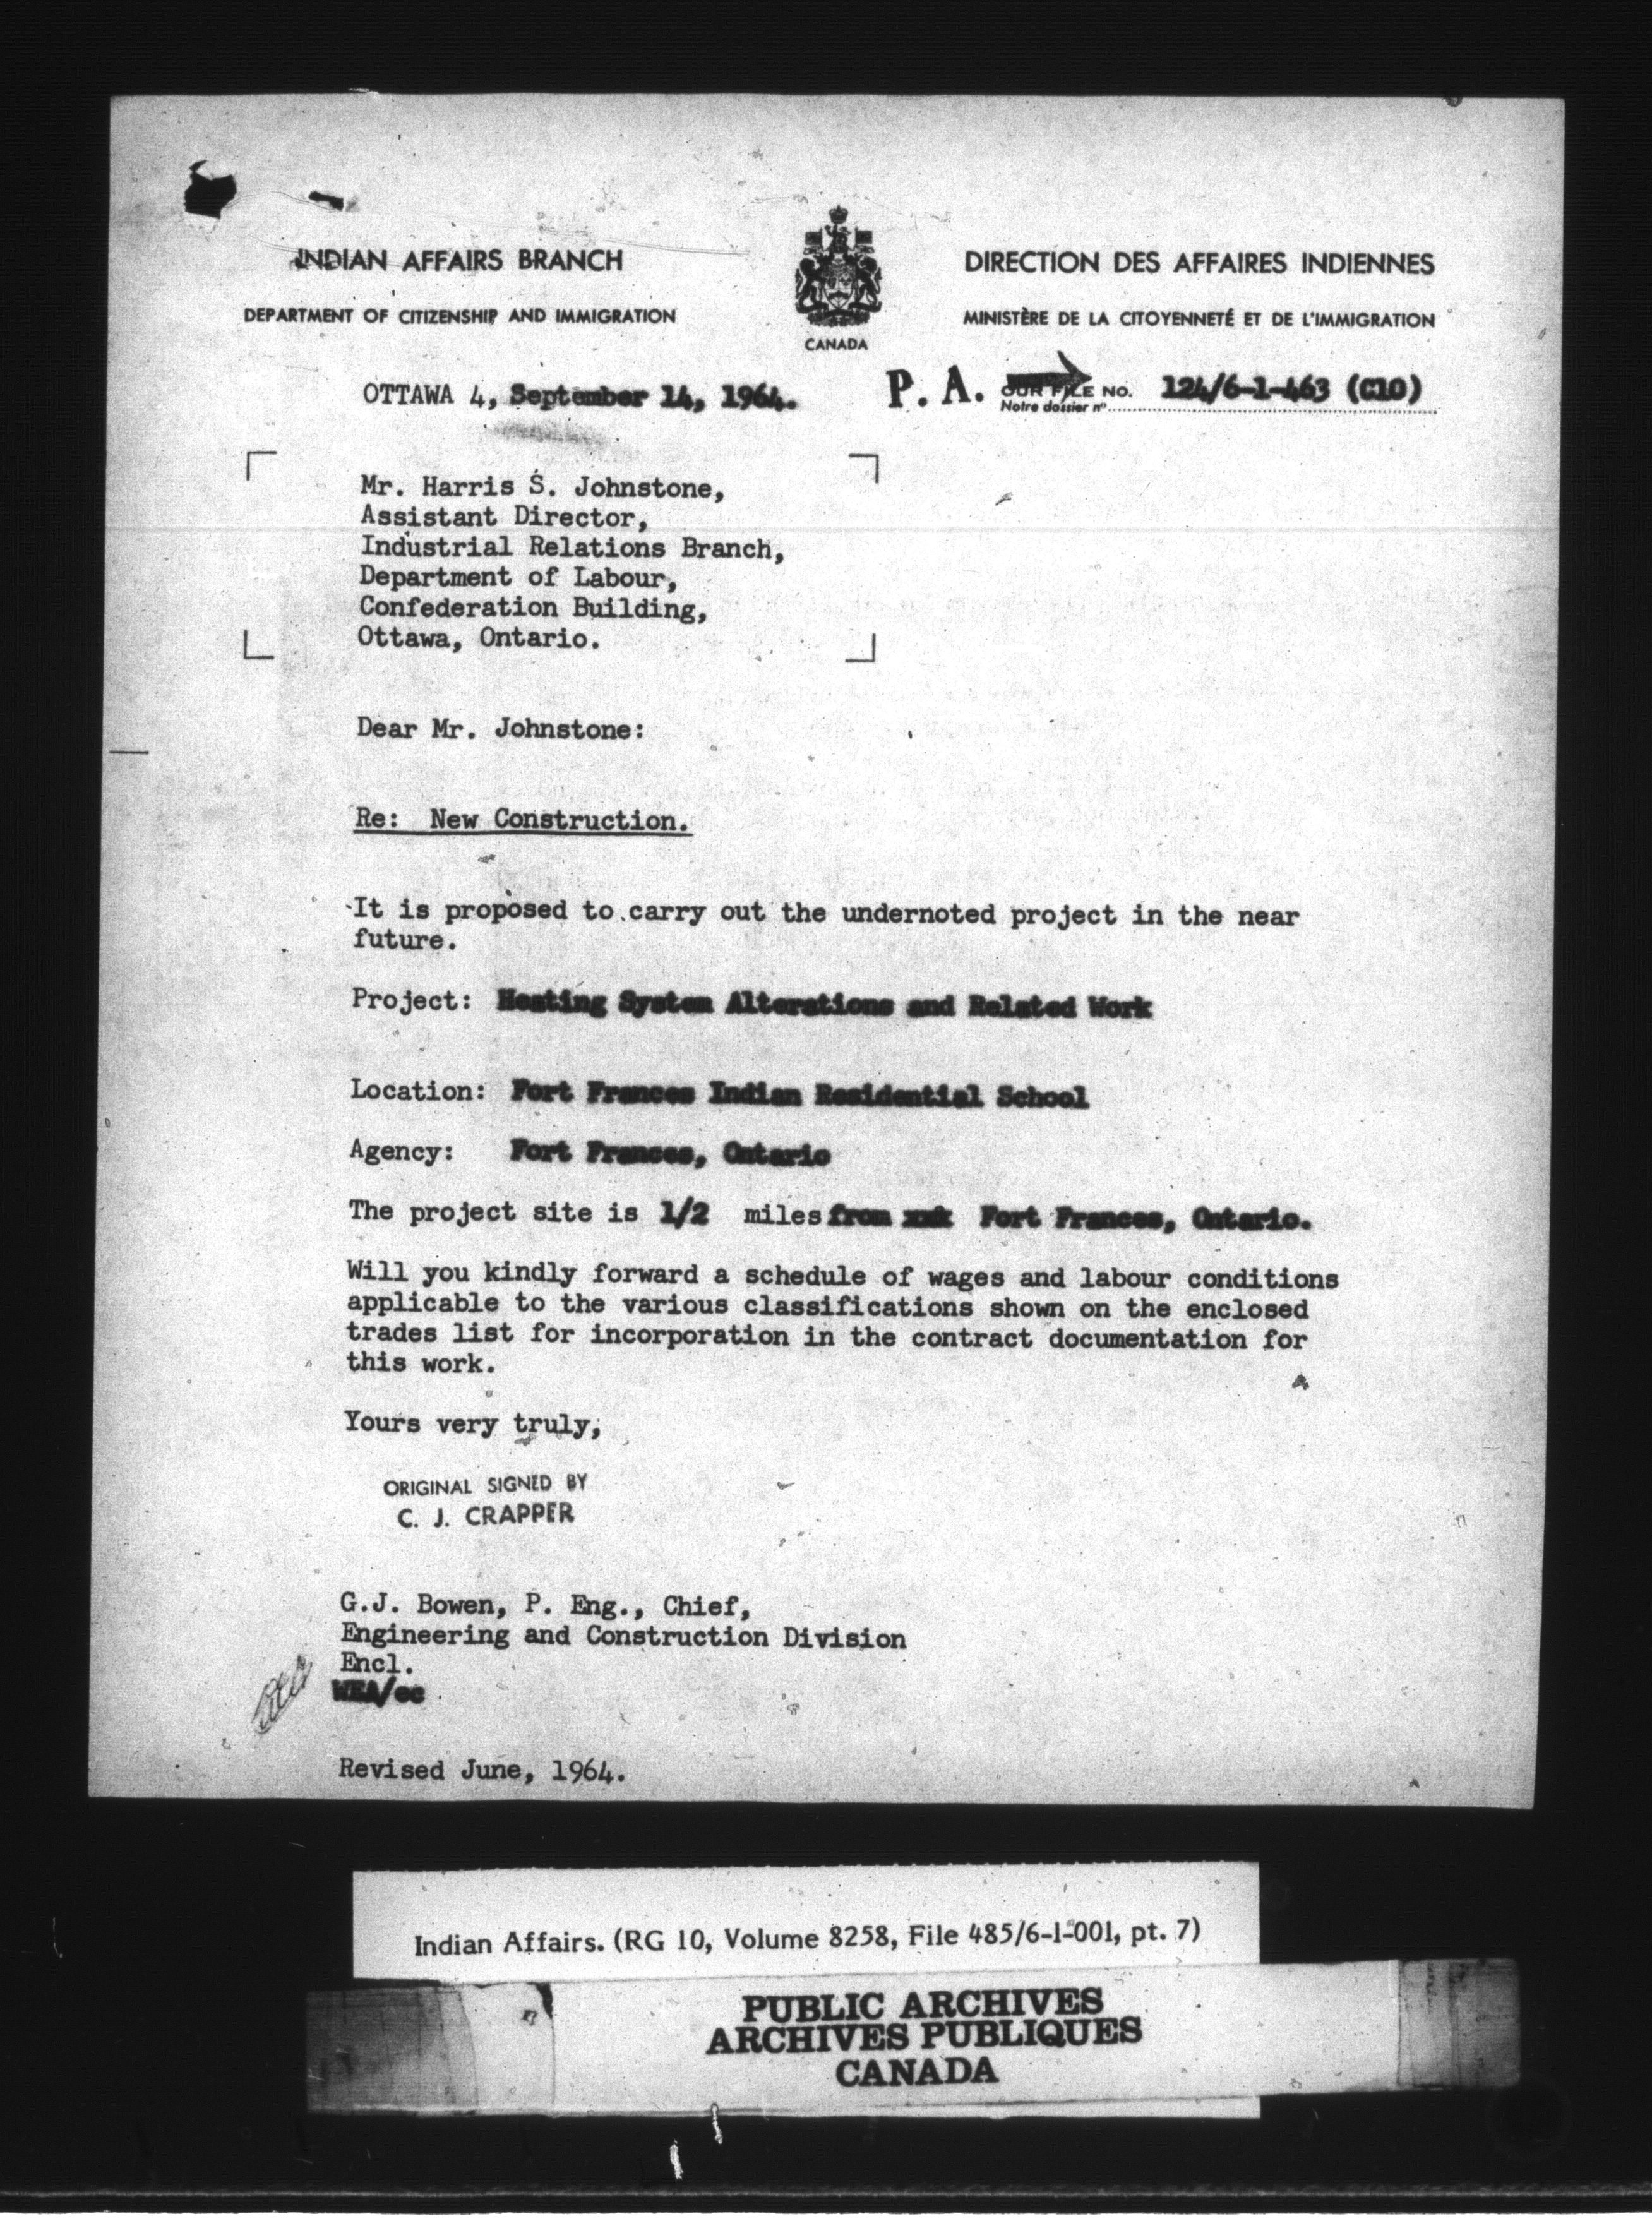 INDIAN AFFAIRS BRANCH
DEPARTMENT OF CITIZENSHIP AND IMMIGRATION
CANADA
DIRECTION DES AFFAIRES INDIENNES
MINISTÈRE DE LA CITOYENNETÉ ET DE L'IMMIGRATION
OTTAWA 4, September 14, 1964.
P. A. OUR FILE NO. 124/6-1-463 (C10)
Notre dossier nº
Mr. Harris S. Johnstone,
Assistant Director,
Industrial Relations Branch,
Department of Labour,
Confederation Building,
Ottawa, Ontario.
Dear Mr. Johnstone:
Re: New Construction.
It is proposed to carry out the undernoted project in the near
future.
Project: Heating System Alterations and Related Work
Location: Fort Frances Indian Residential School
Agency: Fort Frances, Ontario
The project site is 1/2 miles from Fort Frances, Ontario.
Will you kindly forward a schedule of wages and labour conditions
applicable to the various classifications shown on the enclosed
trades list for incorporation in the contract documentation for
this work.
Yours very truly,
ORIGINAL SIGNED BY
C. J. CRAPPER
G.J. Bowen, P. Eng., Chief,
Engineering and Construction Division
Encl.
WEA/ec
Revised June, 1964.
Indian Affairs. (RG 10, Volume 8258, File 485/6-1-001, pt. 7)
PUBLIC ARCHIVES
ARCHIVES PUBLIQUES
CANADA